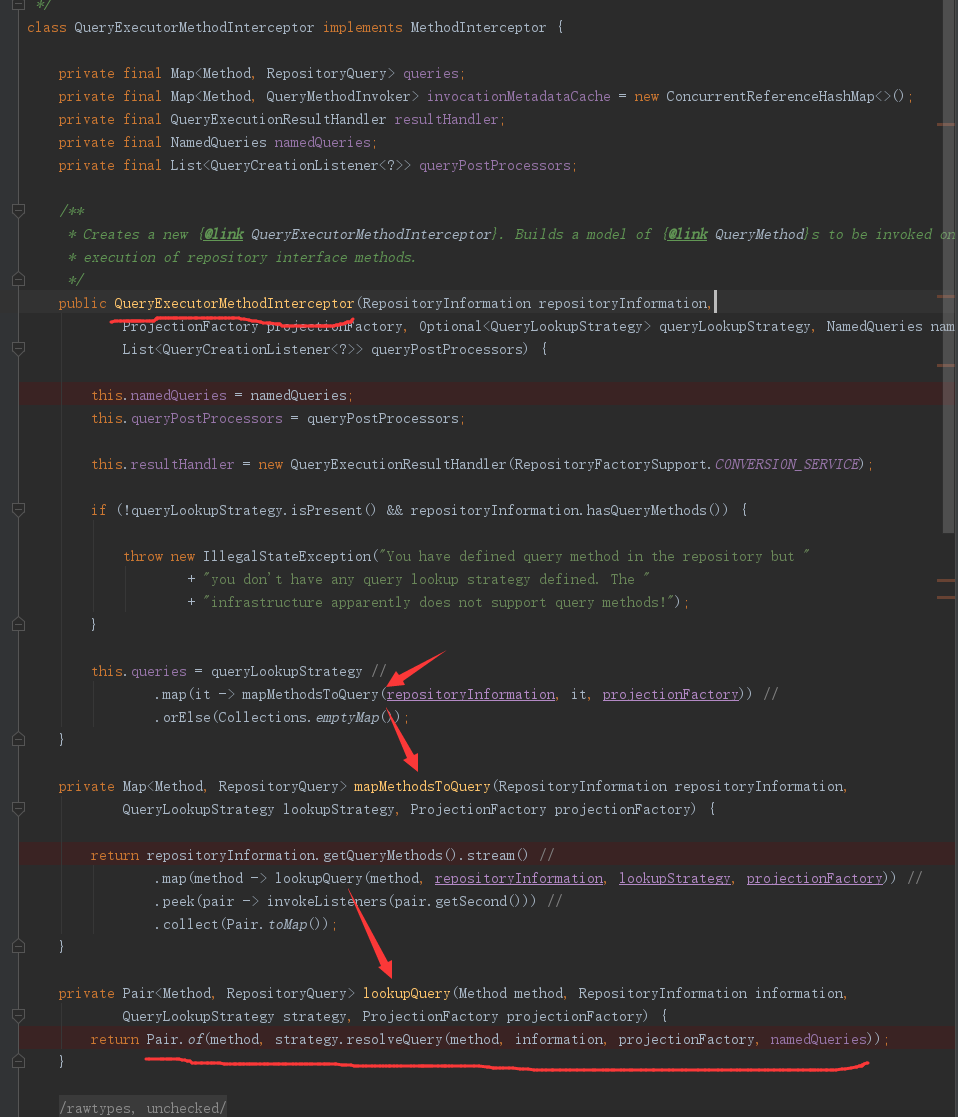 */
class QueryExecutorMethodInterceptor implements MethodInterceptor {
private final Map<Method, RepositoryQuery> queries;
private final Map<Method, QueryMethodInvoker> invocationMetadataCache = new ConcurrentReferenceHashMap<>();
private final QueryExecutionResultHandler resultHandler;
private final NamedQueries namedQueries;
private final List<QueryCreationListener<?>> queryPostProcessors;
/**
* Creates a new {@link QueryExecutorMethodInterceptor}. Builds a model of {@link QueryMethod}s to be invoked on
* execution of repository interface methods.
*/
public QueryExecutorMethodInterceptor(RepositoryInformation repositoryInformation,
ProjectionFactory projectionFactory, Optional<QueryLookupStrategy> queryLookupStrategy, NamedQueries nam
List<QueryCreationListener<?>> queryPostProcessors) {
this.namedQueries = namedQueries;
this.queryPostProcessors = queryPostProcessors;
this.resultHandler = new QueryExecutionResultHandler(RepositoryFactorySupport.CONVERSION_SERVICE);
if (!queryLookupStrategy.isPresent() && repositoryInformation.hasQueryMethods()) {
throw new IllegalStateException("You have defined query method in the repository but "
+ "you don't have any query lookup strategy defined. The "
+ "infrastructure apparently does not support query methods!");
}
this.queries = queryLookupStrategy //
.map(it -> mapMethodsToQuery(repositoryInformation, it, projectionFactory)) //
.orElse(Collections.emptyMap());
}
private Map<Method, RepositoryQuery> mapMethodsToQuery(RepositoryInformation repositoryInformation,
QueryLookupStrategy lookupStrategy, ProjectionFactory projectionFactory) {
return repositoryInformation.getQueryMethods().stream() //
.map(method -> lookupQuery(method, repositoryInformation, lookupStrategy, projectionFactory)) //
.peek(pair -> invokeListeners(pair.getSecond())) //
.collect(Pair.toMap());
}
private Pair<Method, RepositoryQuery> lookupQuery(Method method, RepositoryInformation information,
QueryLookupStrategy strategy, ProjectionFactory projectionFactory) {
return Pair.of(method, strategy.resolveQuery(method, information, projectionFactory, namedQueries));
}
/rawtypes, unchecked/